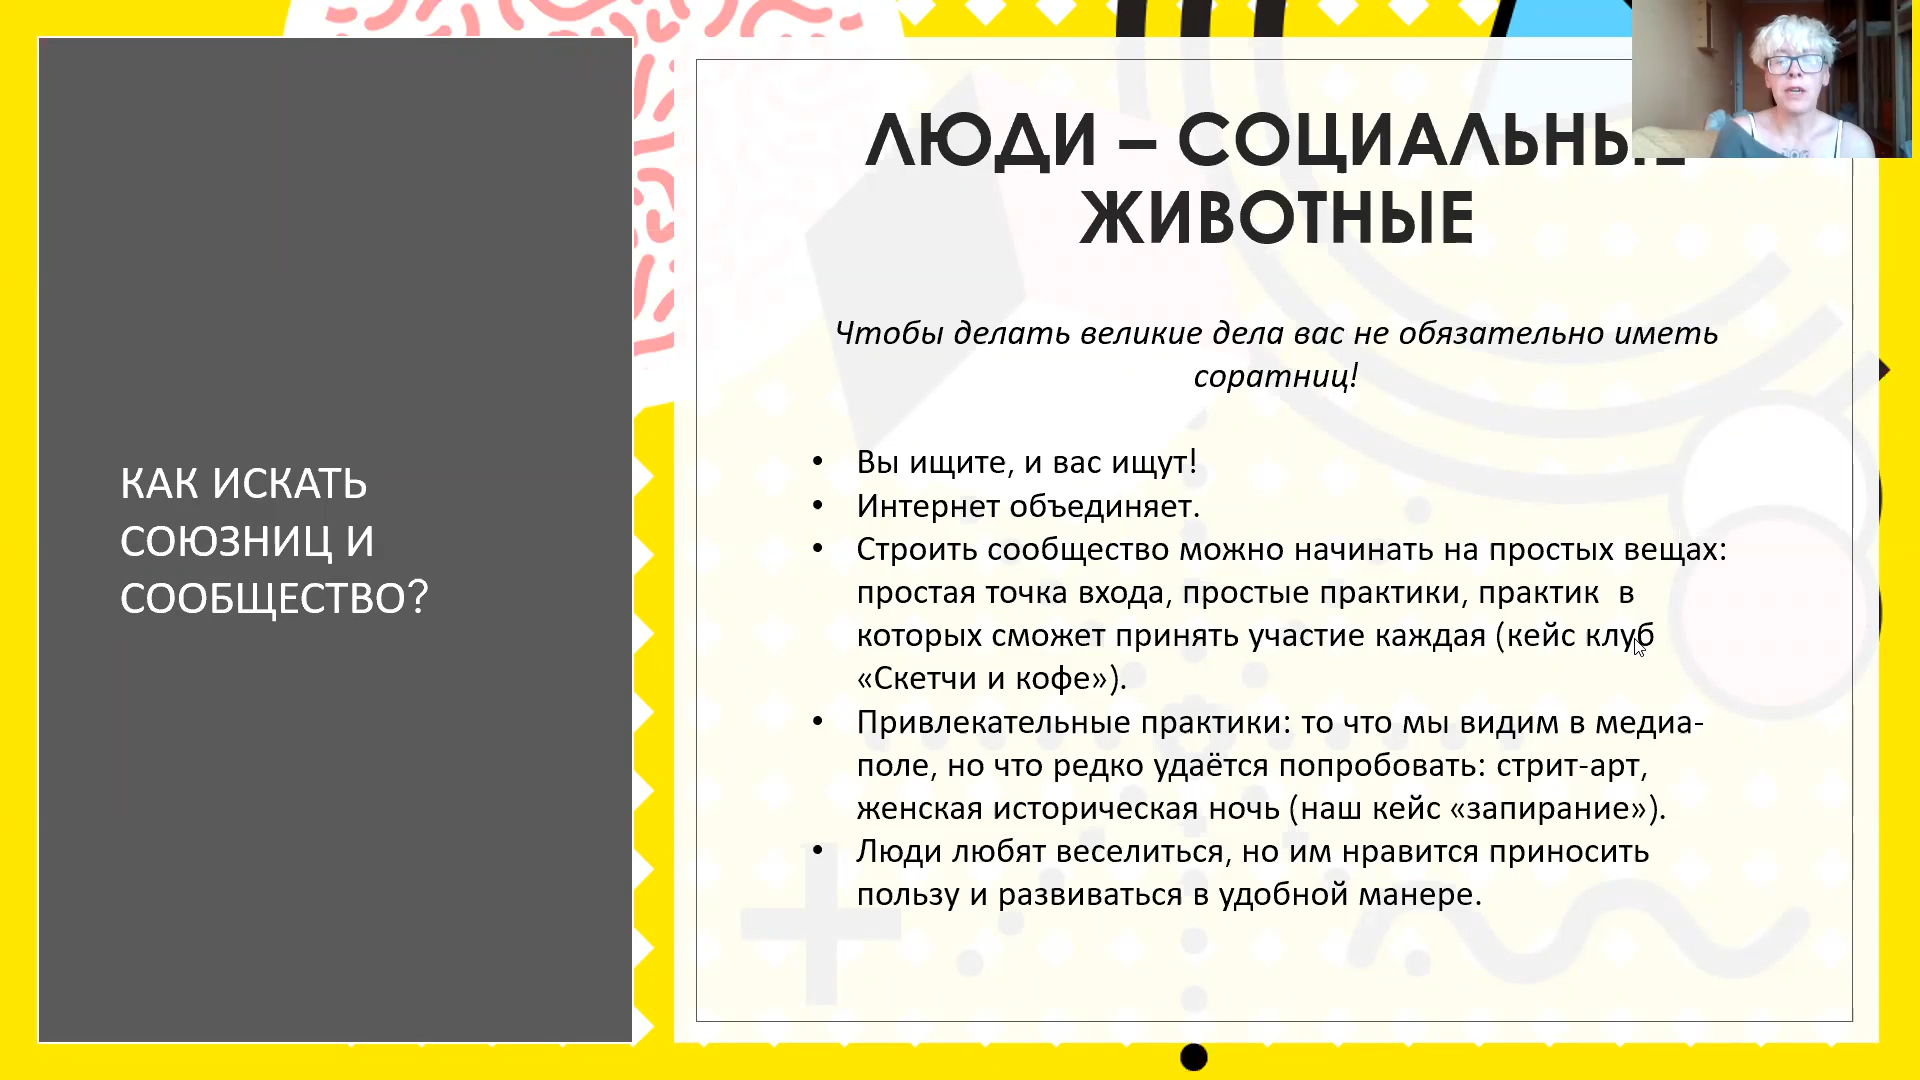 КАК ИСКАТЬ
СОЮЗНИЦ И
СООБЩЕСТВО?
ЛЮДИ – СОЦИАЛЬНЫЕ
ЖИВОТНЫЕ
Чтобы делать великие дела вас не обязательно иметь
соратниц!
• Вы ищите, и вас ищут!
• Интернет объединяет.
• Строить сообщество можно начинать на простых вещах:
простая точка входа, простые практики, практик в
которых сможет принять участие каждая (кейс клуб
«Скетчи и кофе»).
• Привлекательные практики: то что мы видим в медиа-
поле, но что редко удаётся попробовать: стрит-арт,
женская историческая ночь (наш кейс «запирание»).
• Люди любят веселиться, но им нравится приносить
пользу и развиваться в удобной манере.